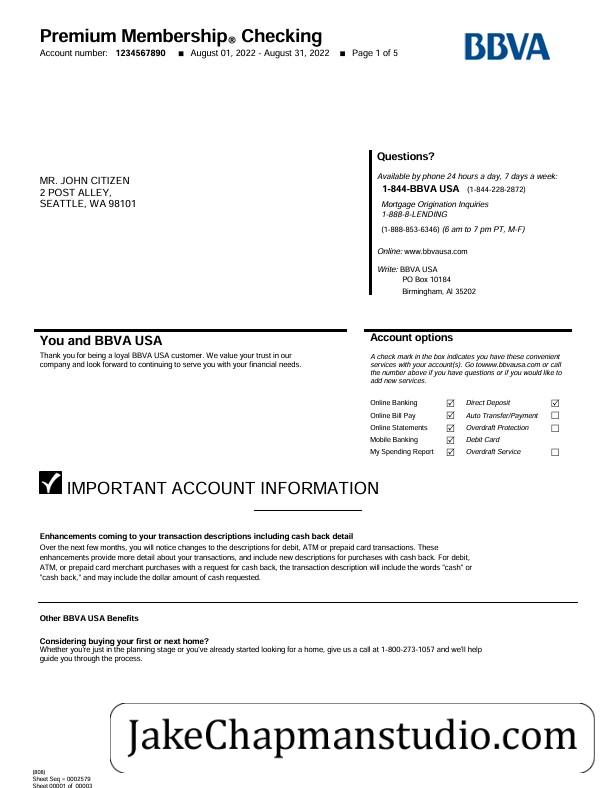 Premium Membership® Checking
Account number: 1234567890 ■ August 01, 2022 - August 31, 2022 ■ Page 1 of 5
BBVA
MR. JOHN CITIZEN
2 POST ALLEY,
SEATTLE, WA 98101
Questions?
Available by phone 24 hours a day, 7 days a week:
1-844-BBVA USA (1-844-228-2872)
Mortgage Origination Inquiries
1-888-8-LENDING
(1-888-853-6346) (6 am to 7 pm PT, M-F)
Online: www.bbvausa.com
Write: BBVA USA
PO Box 10184
Birmingham, Al 35202
You and BBVA USA
Thank you for being a loyal BBVA USA customer. We value your trust in our
company and look forward to continuing to serve you with your financial needs.
Account options
A check mark in the box indicates you have these convenient
services with your account(s). Go towww.bbvausa.com or call
the number above if you have questions or if you would like to
add new services.
Online Banking ☑ Direct Deposit ☑
Online Bill Pay ☑ Auto Transfer/Payment ☐
Online Statements ☑ Overdraft Protection ☐
Mobile Banking ☑ Debit Card
My Spending Report ☑ Overdraft Service ☐
IMPORTANT ACCOUNT INFORMATION
Enhancements coming to your transaction descriptions including cash back detail
Over the next few months, you will notice changes to the descriptions for debit, ATM or prepaid card transactions. These
enhancements provide more detail about your transactions, and include new descriptions for purchases with cash back. For debit,
ATM, or prepaid card merchant purchases with a request for cash back, the transaction description will include the words "cash" or
"cash back," and may include the dollar amount of cash requested.
Other BBVA USA Benefits
Considering buying your first or next home?
Whether you're just in the planning stage or you've already started looking for a home, give us a call at 1-800-273-1057 and we'll help
guide you through the process.
JakeChapmanstudio.com
(808)
Sheet Seq = 0002579
Sheet 00001 of 00003